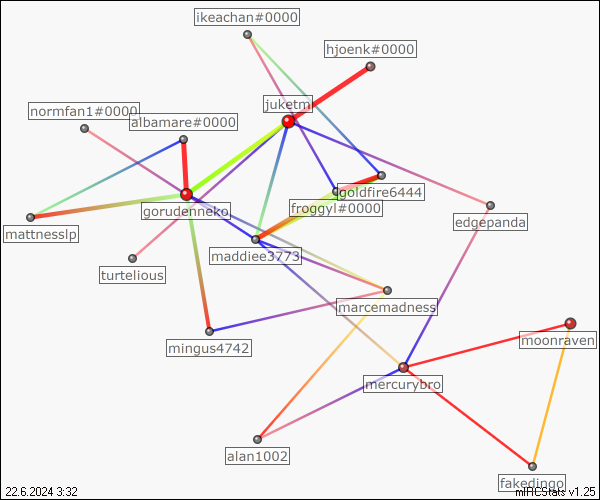 ikeachan#0000
hjoenk#0000
juketm
normfan1#0000
albamare#0000
goldfire6444
froggyl#0000
gorudenneko
edgepanda
mattnesslp
maddiee3773
turtelious
marcemadness
moonraven
mingus4742
mercurybro
alan1002
fakedingo
22.6.2024 3:32
mIRCStats v1.25